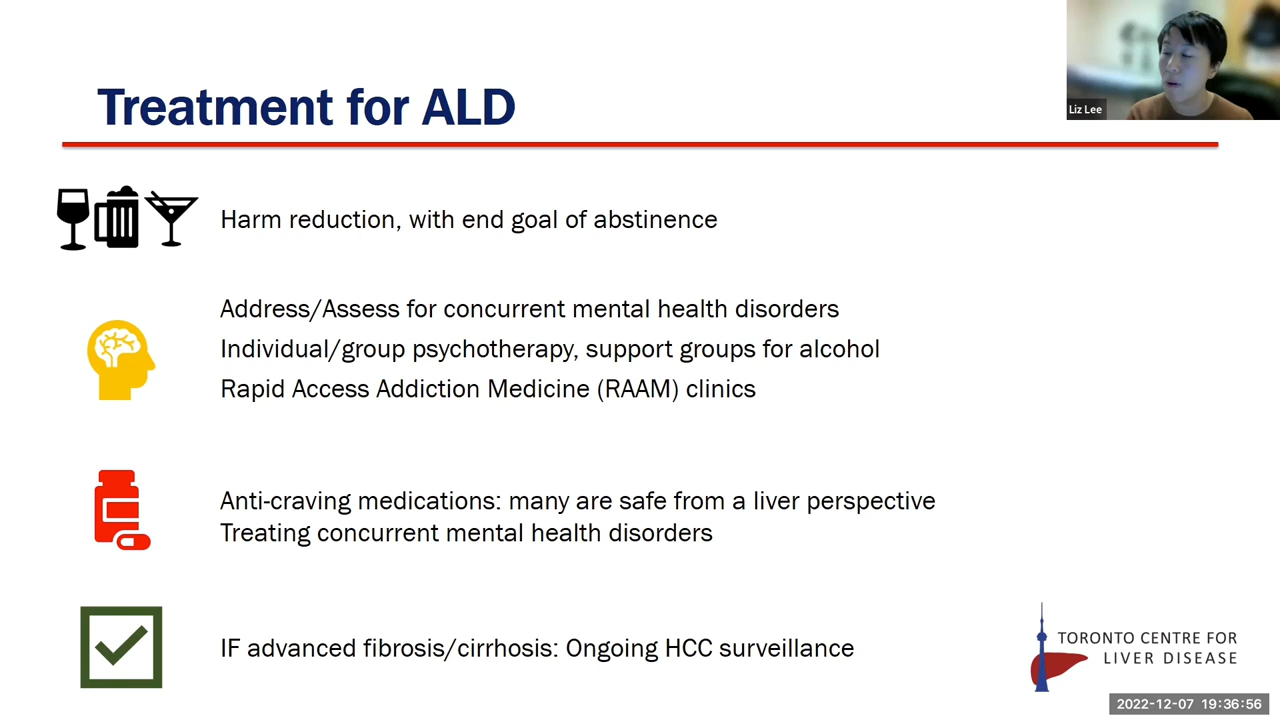 Treatment for ALD
Liz Lee
Harm reduction, with end goal of abstinence
Address/Assess for concurrent mental health disorders
Individual/group psychotherapy, support groups for alcohol
Rapid Access Addiction Medicine (RAAM) clinics
Anti-craving medications: many are safe from a liver perspective
Treating concurrent mental health disorders
IF advanced fibrosis/cirrhosis: Ongoing HCC surveillance
TORONTO CENTRE FOR
LIVER DISEASE
2022-12-07 19:36:56